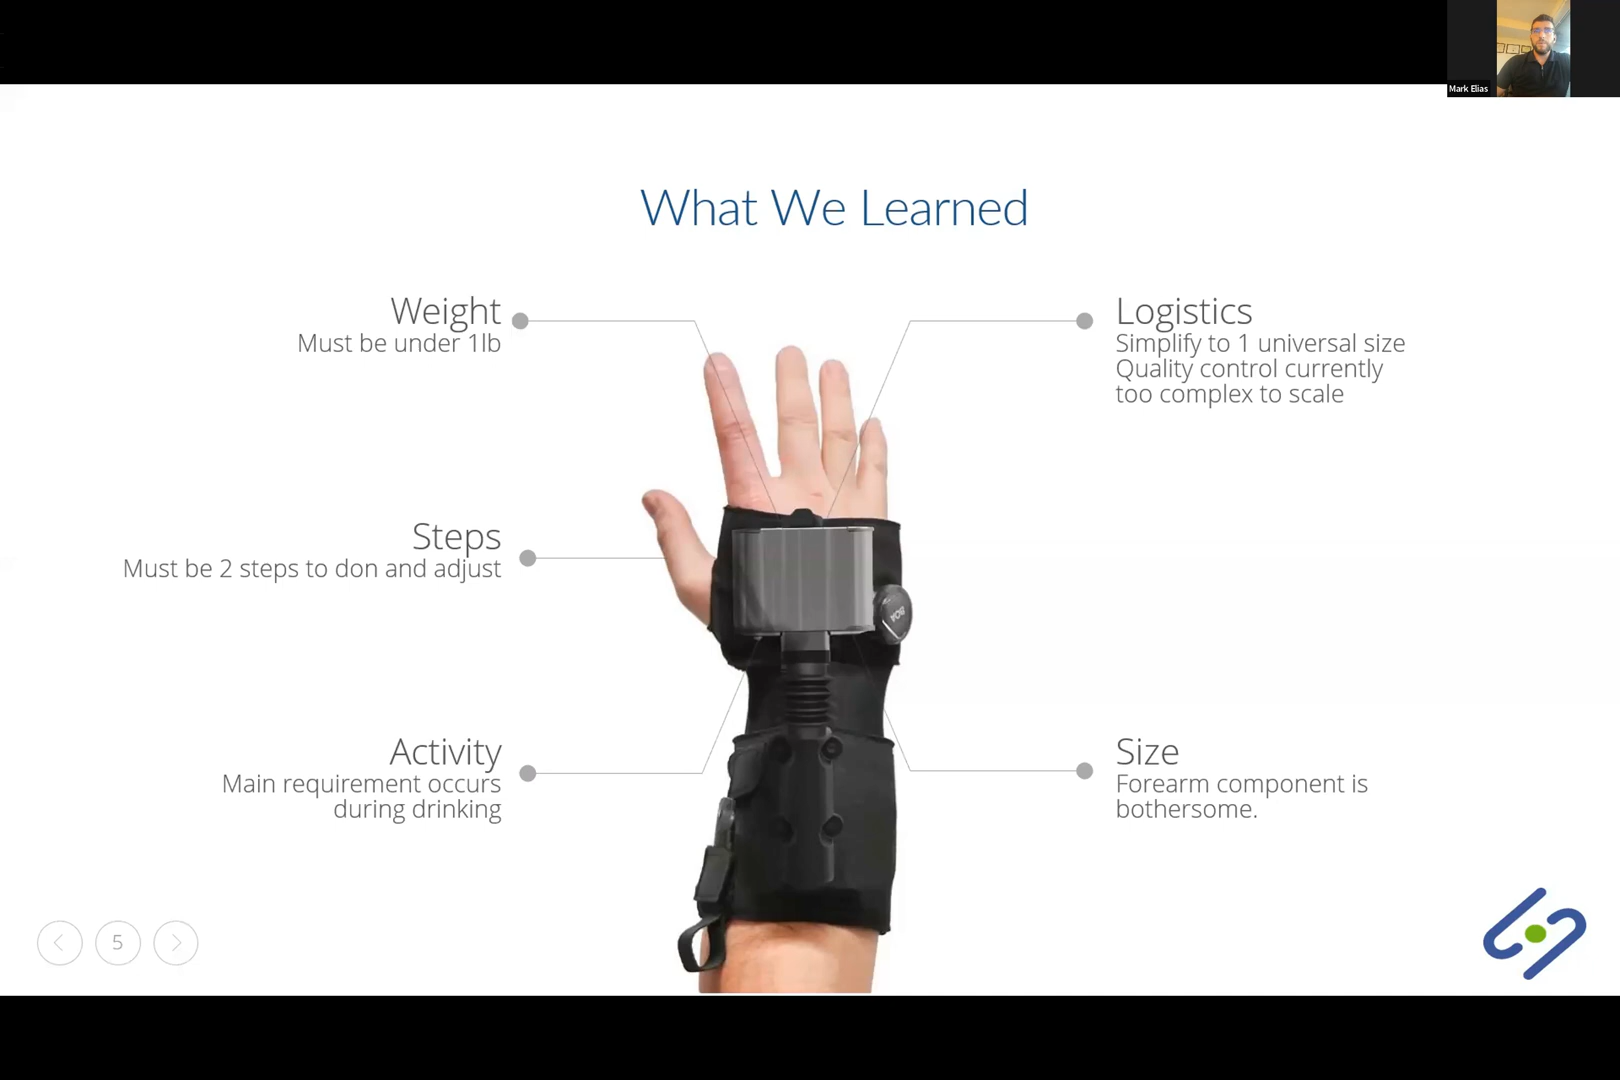 Mark Elias
What We Learned
Weight
Must be under 1lb
Logistics
Simplify to 1 universal size
Quality control currently
too complex to scale
Steps
Must be 2 steps to don and adjust
BOA
Activity
Main requirement occurs
during drinking
Size
Forearm component is
bothersome.
5